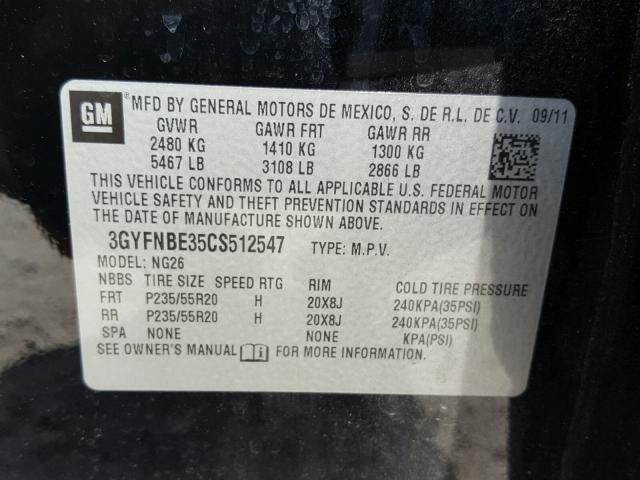 GM ® MFD BY GENERAL MOTORS DE MEXICO, S. DE R.L. DE C.V. 09/11
GVWR GAWR FRT GAWR RR
2480 KG 1410 KG 1300 KG
5467 LB 3108 LB 2866 LB
THIS VEHICLE CONFORMS TO ALL APPLICABLE U.S. FEDERAL MOTOR
VEHICLE SAFETY AND THEFT PREVENTION STANDARDS IN EFFECT ON
THE DATE OF MANUFACTURE SHOWN ABOVE.
3GYFNBE35CS512547 TYPE: M.P.V.
MODEL: NG26
NBBS TIRE SIZE SPEED RTG RIM COLD TIRE PRESSURE
FRT P235/55R20 H 20X8J 240KPA(35PSI)
RR P235/55R20 H 20X8J 240KPA(35PSI)
SPA NONE NONE KPA(PSI)
SEE OWNER'S MANUAL i FOR MORE INFORMATION.